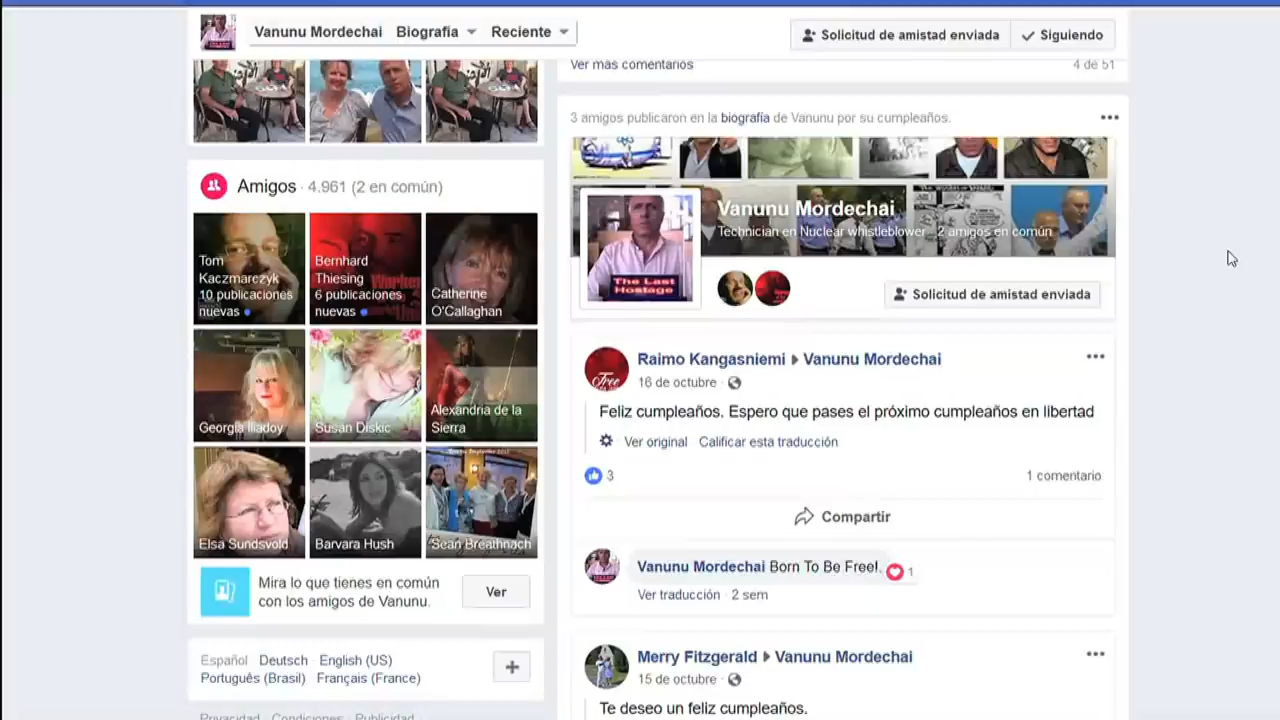 Vanunu Mordechai Biografía Reciente
Solicitud de amistad enviada Siguiendo
Ver más comentarios 4 de 51
3 amigos publicaron en la biografía de Vanunu por su cumpleaños.
Amigos · 4.961 (2 en común)
Tom
Kaczmarczyk
10 publicaciones
nuevas
Bernhard
Thiesing
6 publicaciones
nuevas
Catherine
O'Callaghan
Georgia Iliadoy
Susan Diskic
Alexandria de la
Sierra
Elsa Sundsvold
Barvara Hush
Sean Breathnach
Mira lo que tienes en común
con los amigos de Vanunu.
Ver
Español Deutsch English (US)
Português (Brasil) Français (France)
Privacidad · Condiciones · Publicidad
Vanunu Mordechai
Technician en Nuclear whistleblower · 2 amigos en común
The Last
Hostage
Solicitud de amistad enviada
Raimo Kangasniemi Vanunu Mordechai
16 de octubre ·
Free
Feliz cumpleaños. Espero que pases el próximo cumpleaños en libertad
Ver original · Calificar esta traducción
3 1 comentario
Compartir
Vanunu Mordechai Born To Be Free!. 1
Ver traducción · 2 sem
Merry Fitzgerald Vanunu Mordechai
15 de octubre ·
Te deseo un feliz cumpleaños.